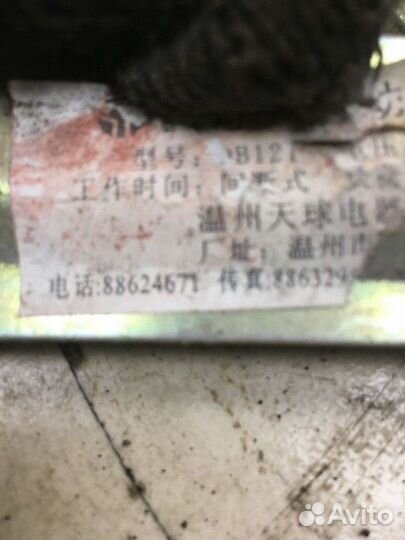 型号: DB121
工作时间: 间歇式
温州天球电器
厂址: 温州市
电话:88624671 传真:886329
Avito